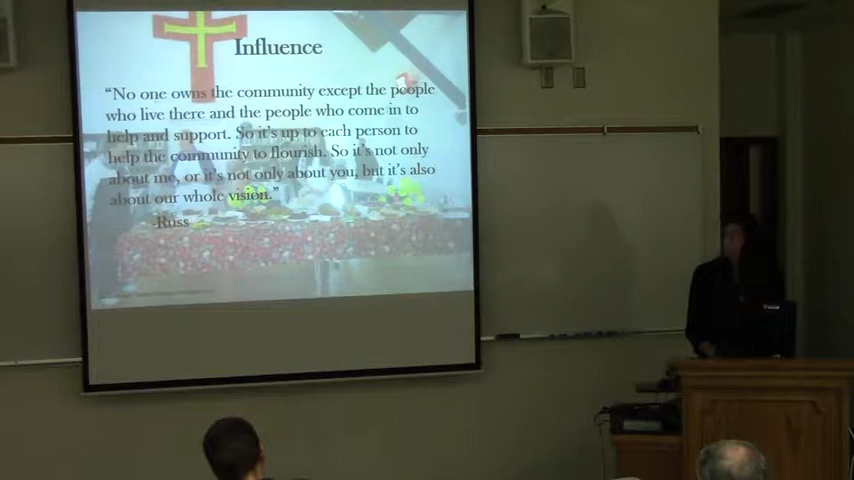 Influence
“No one owns the community except the people
who live there and the people who come in to
help and support. So it’s up to each person to
help the community to flourish. So it’s not only
about me, or it’s not only about you, but it’s also
about our whole vision.”
-Russ